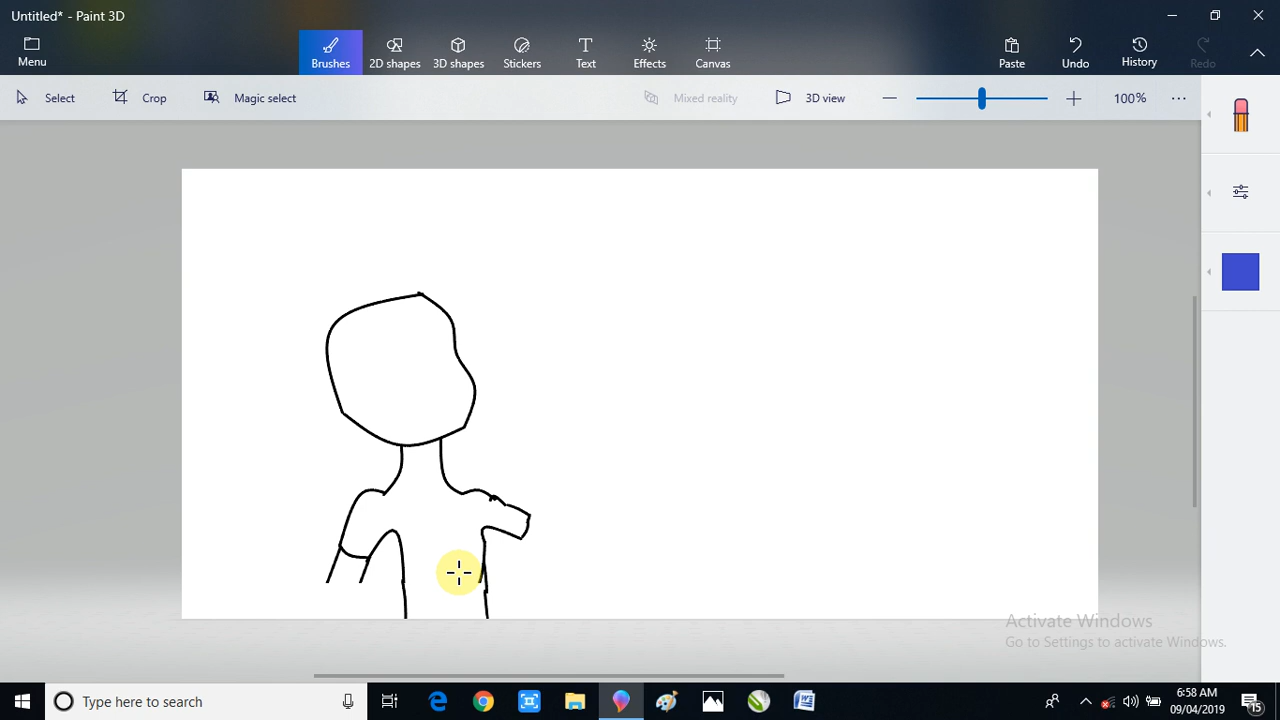 Untitled* - Paint 3D
Menu
Brushes
2D shapes
3D shapes
Stickers
Text
Effects
Canvas
Paste
Undo
History
Redo
Select
Crop
Magic select
Mixed reality
3D view
100%
Activate Windows
Go to Settings to activate Windows.
Type here to search
6:58 AM
09/04/2019
15